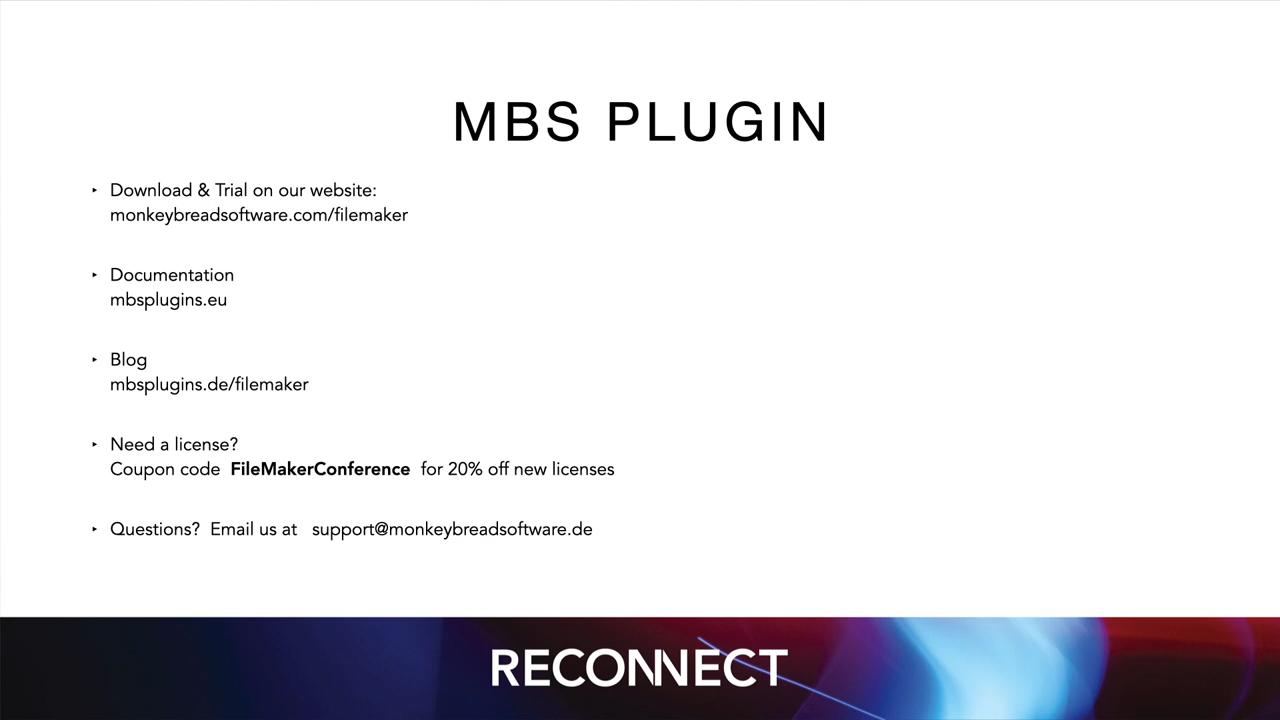 MBS PLUGIN
‣ Download & Trial on our website:
monkeybreadsoftware.com/filemaker
‣ Documentation
mbsplugins.eu
‣ Blog
mbsplugins.de/filemaker
‣ Need a license?
Coupon code FileMakerConference for 20% off new licenses
‣ Questions? Email us at support@monkeybreadsoftware.de
RECONNECT